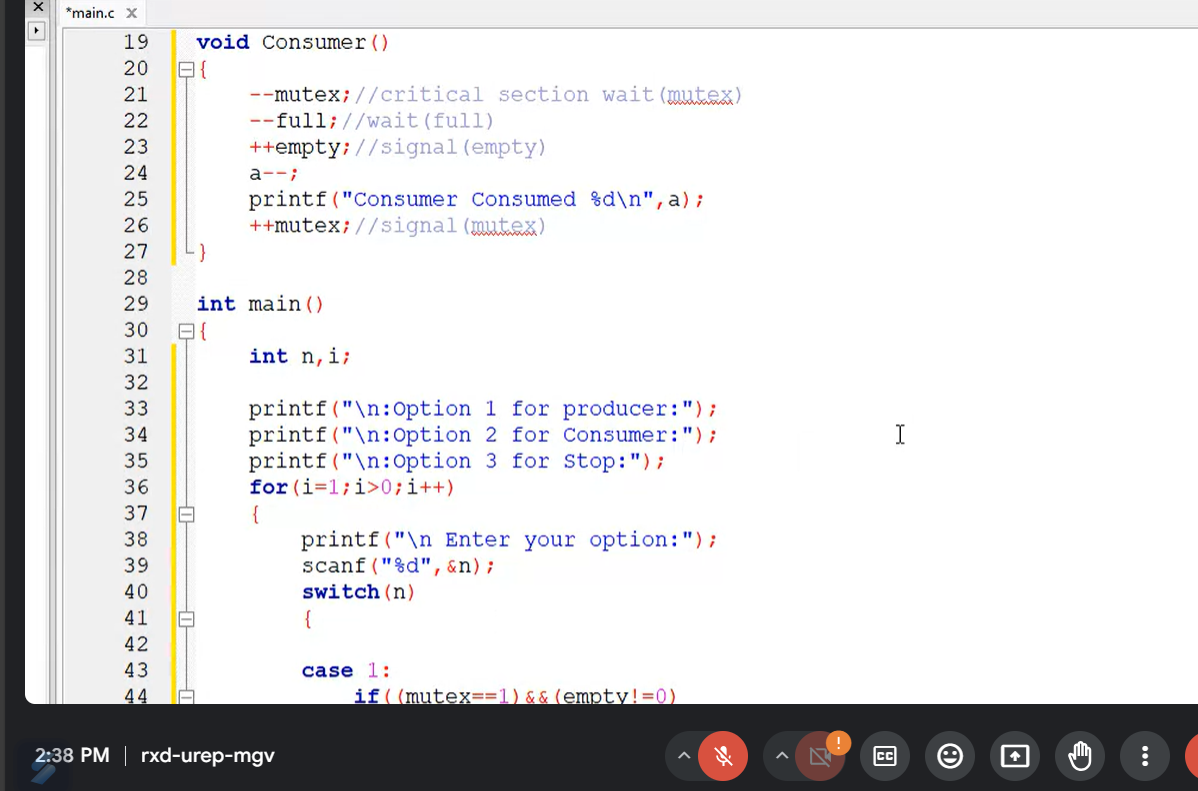 *main.c
19 void Consumer()
20 {
21 --mutex;//critical section wait(mutex)
22 --full;//wait(full)
23 ++empty;//signal(empty)
24 a--;
25 printf("Consumer Consumed %d\n",a);
26 ++mutex;//signal(mutex)
27 }
28
29 int main()
30 {
31 int n,i;
32
33 printf("\n:Option 1 for producer:");
34 printf("\n:Option 2 for Consumer:");
35 printf("\n:Option 3 for Stop:");
36 for(i=1;i>0;i++)
37 {
38 printf("\n Enter your option:");
39 scanf("%d",&n);
40 switch(n)
41 {
42
43 case 1:
44 if((mutex==1)&&(empty!=0)
2:38 PM | rxd-urep-mgv
CC
!